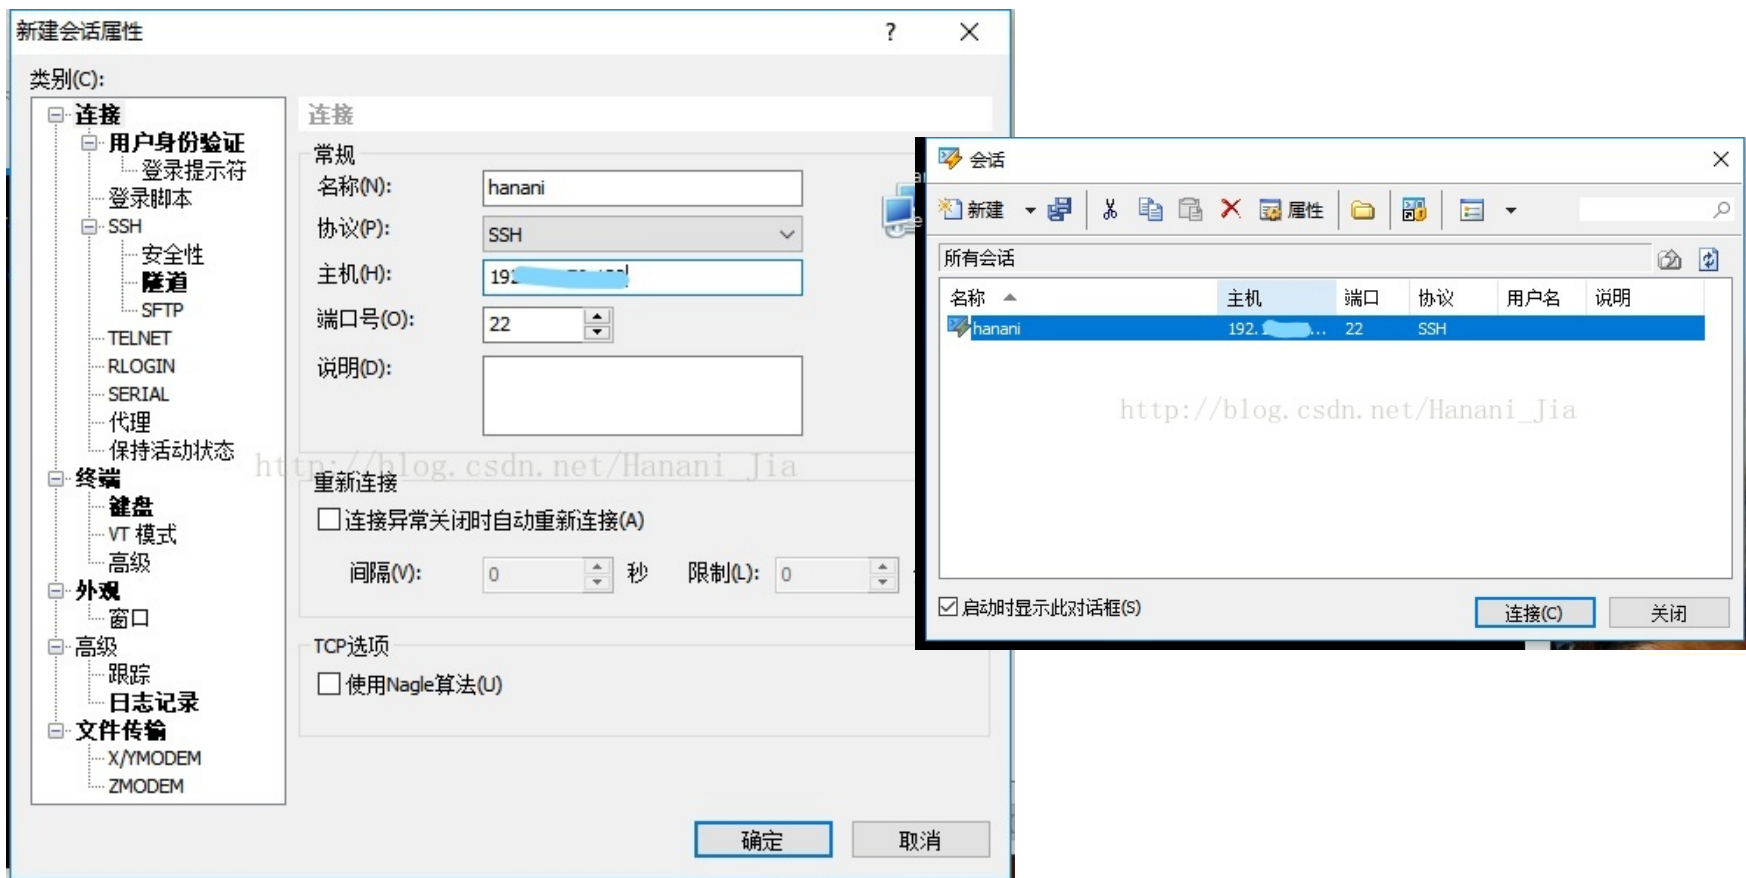 新建会话属性
?
类别(C):
连接
用户身份验证
登录提示符
登录脚本
SSH
安全性
隧道
SFTP
TELNET
RLOGIN
SERIAL
代理
保持活动状态
终端
键盘
VT 模式
高级
外观
窗口
高级
跟踪
日志记录
文件传输
X/YMODEM
ZMODEM
连接
常规
名称(N): hanani
协议(P): SSH
主机(H): 192
端口号(O): 22
说明(D):
http://blog.csdn.net/Hanani_Jia
重新连接
连接异常关闭时自动重新连接(A)
间隔(V): 0 秒 限制(L): 0
TCP选项
使用Nagle算法(U)
确定 取消
会话
新建 属性
所有会话
名称 主机 端口 协议 用户名 说明
hanani 192. ... 22 SSH
http://blog.csdn.net/Hanani_Jia
启动时显示此对话框(S)
连接(C) 关闭